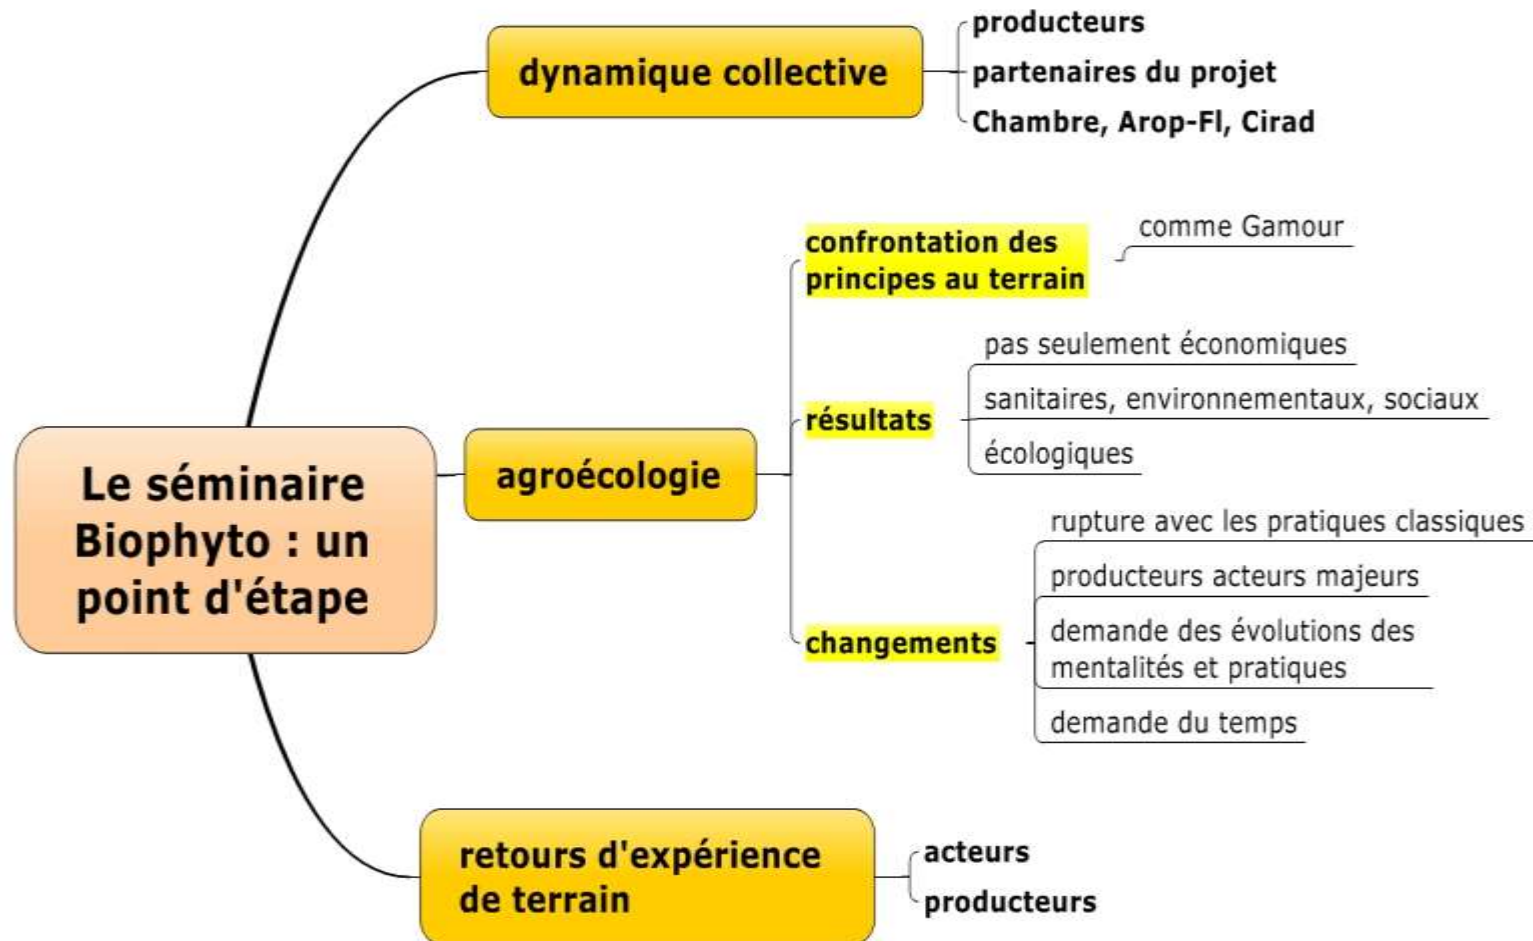 Le séminaire
Biophyto : un
point d'étape
dynamique collective
producteurs
partenaires du projet
Chambre, Arop-Fl, Cirad
agroécologie
confrontation des
principes au terrain
comme Gamour
résultats
pas seulement économiques
sanitaires, environnementaux, sociaux
écologiques
changements
rupture avec les pratiques classiques
producteurs acteurs majeurs
demande des évolutions des
mentalités et pratiques
demande du temps
retours d'expérience
de terrain
acteurs
producteurs